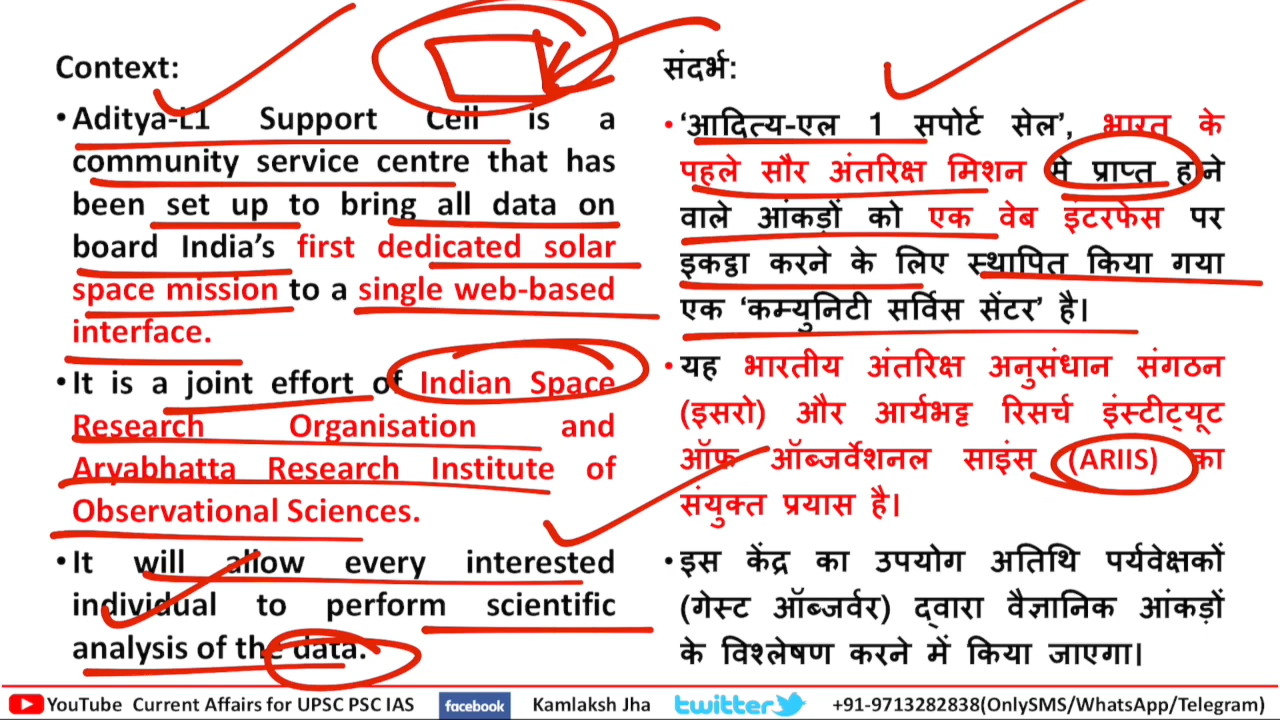 Context:
•Aditya-L1 Support Cell is a
community service centre that has
been set up to bring all data on
board India's first dedicated solar
space mission to a single web-based
interface.
•It is a joint effort of Indian Space
Research Organisation and
Aryabhatta Research Institute of
Observational Sciences.
•It will allow every interested
individual to perform scientific
analysis of the data.
संदर्भ:
•'आदित्य-एल 1 सपोर्ट सेल', भारत के
पहले सौर अंतरिक्ष मिशन से प्राप्त होने
वाले आंकड़ों को एक वेब इंटरफेस पर
इकट्ठा करने के लिए स्थापित किया गया
एक 'कम्युनिटी सर्विस सेंटर' है।
•यह भारतीय अंतरिक्ष अनुसंधान संगठन
(इसरो) और आर्यभट्ट रिसर्च इंस्टीट्यूट
ऑफ ऑब्जर्वेशनल साइंस (ARIIS) का
संयुक्त प्रयास है।
•इस केंद्र का उपयोग अतिथि पर्यवेक्षकों
(गेस्ट ऑब्जर्वर) द्वारा वैज्ञानिक आंकड़ों
के विश्लेषण करने में किया जाएगा।
YouTube Current Affairs for UPSC PSC IAS facebook Kamlaksh Jha twitter +91-9713282838(OnlySMS/WhatsApp/Telegram)